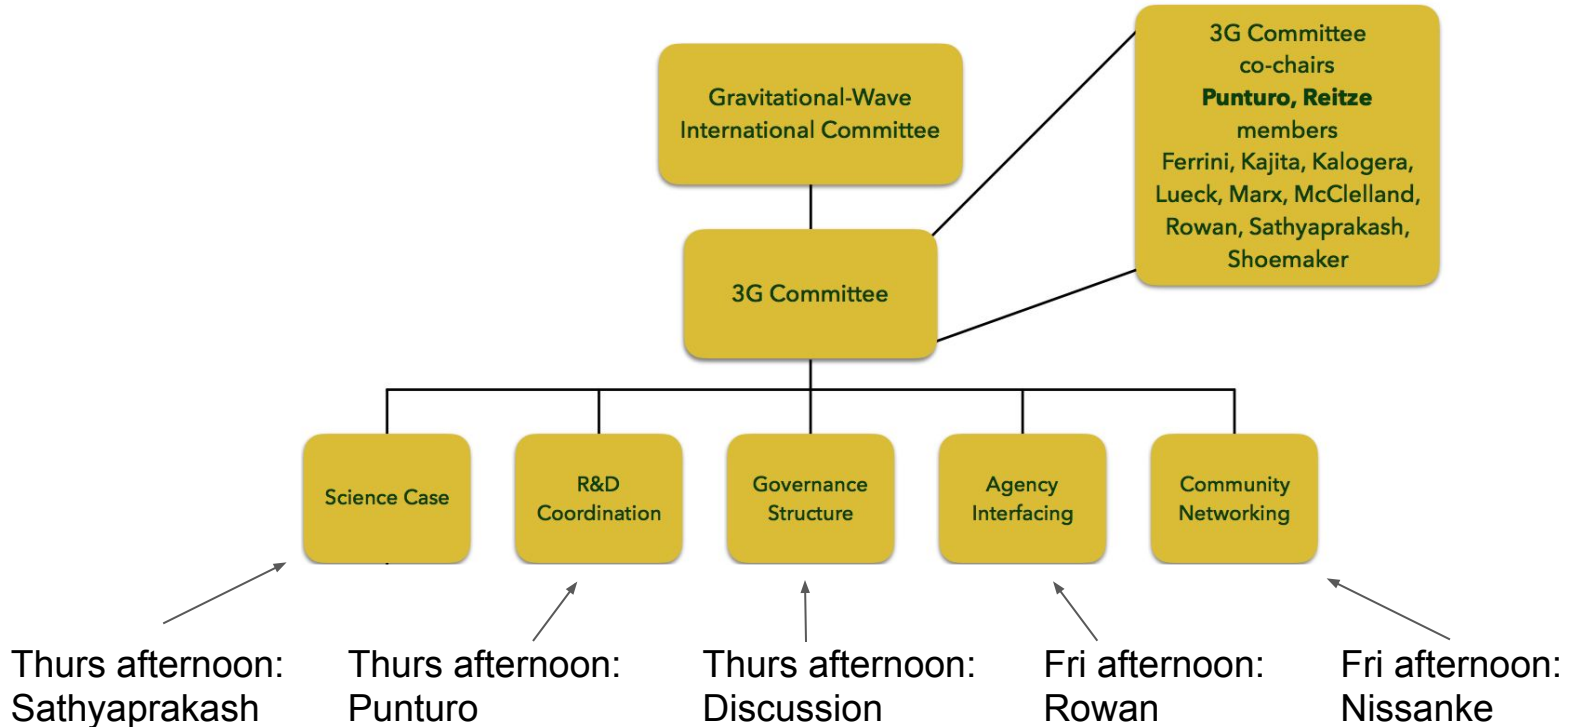 Gravitational-Wave
International Committee
3G Committee
co-chairs
Punturo, Reitze
members
Ferrini, Kajita, Kalogera,
Lueck, Marx, McClelland,
Rowan, Sathyaprakash,
Shoemaker
3G Committee
Science Case
R&D
Coordination
Governance
Structure
Agency
Interfacing
Community
Networking
Thurs afternoon:
Sathyaprakash
Thurs afternoon:
Punturo
Thurs afternoon:
Discussion
Fri afternoon:
Rowan
Fri afternoon:
Nissanke